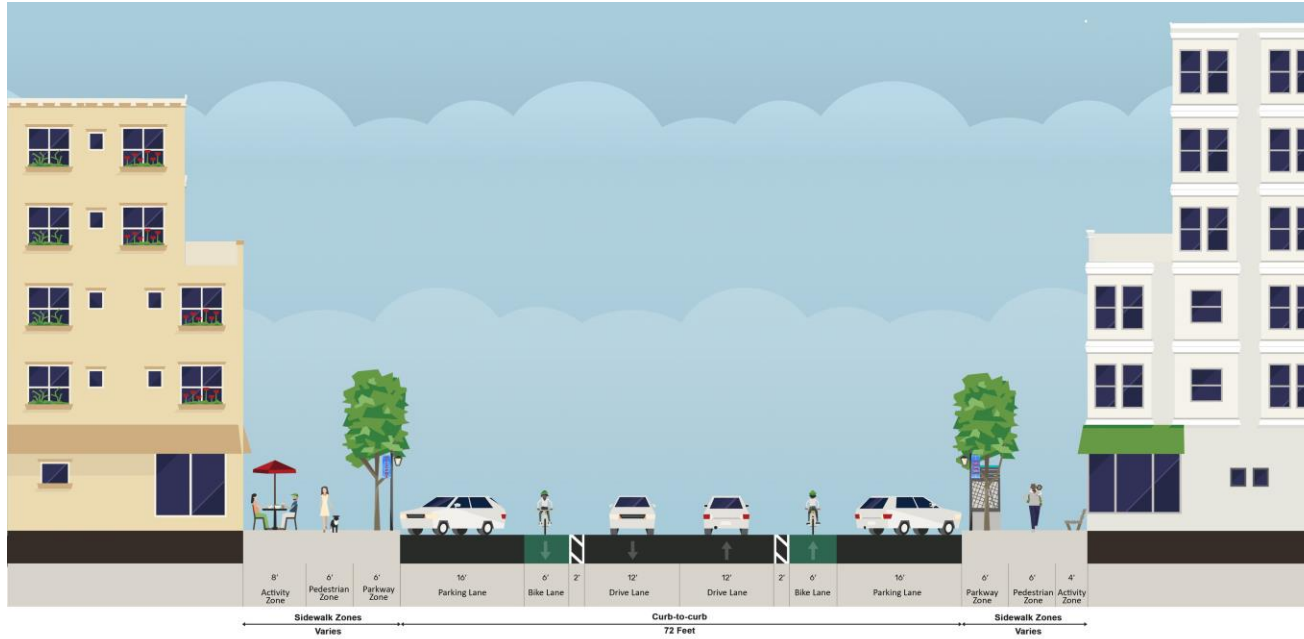 8'
Activity
Zone
6'
Pedestrian
Zone
6'
Parkway
Zone
16'
Parking Lane
6'
Bike Lane
2'
12'
Drive Lane
12'
Drive Lane
2'
6'
Bike Lane
16'
Parking Lane
6'
Parkway
Zone
6'
Pedestrian
Zone
4'
Activity
Zone
Sidewalk Zones
Varies
Curb-to-curb
72 Feet
Sidewalk Zones
Varies